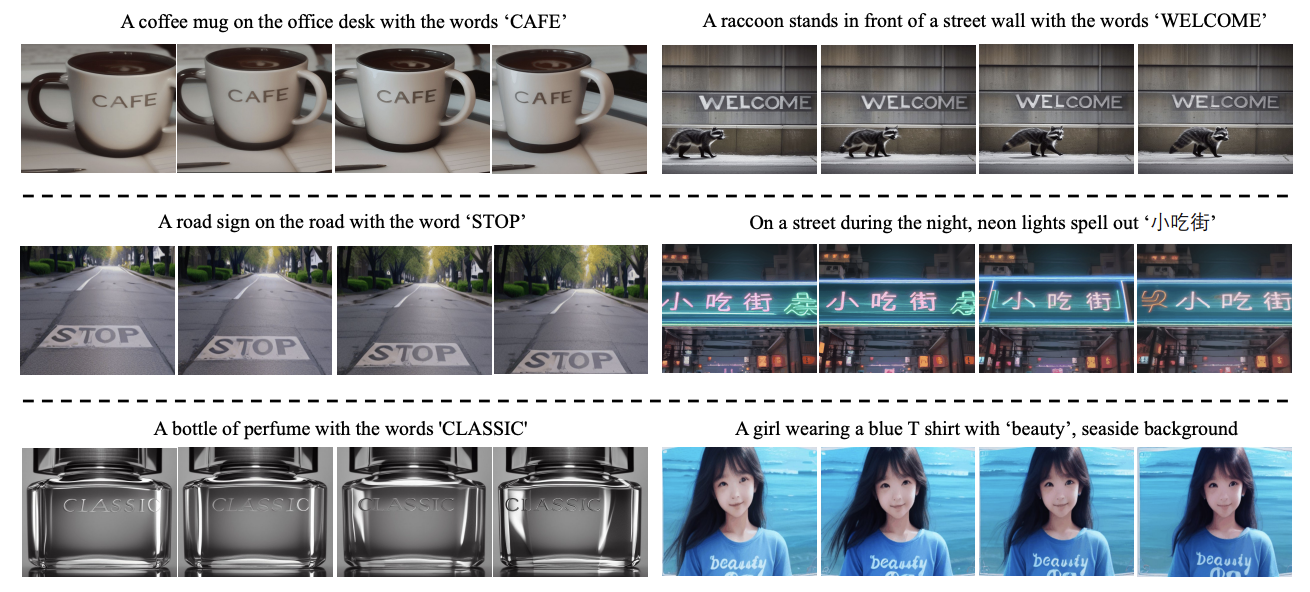 A coffee mug on the office desk with the words ‘CAFE’
CAFE CAFE CAFE CAFE
A raccoon stands in front of a street wall with the words ‘WELCOME’
WELCOME WELCOME WELCOME WELCOME
A road sign on the road with the word ‘STOP’
STOP STOP STOP STOP
On a street during the night, neon lights spell out ‘小吃街’
小吃街 小吃街 小吃街 小吃街
A bottle of perfume with the words 'CLASSIC'
CLASSIC CLASSIC CLASSIC CLASSIC
A girl wearing a blue T shirt with ‘beauty’, seaside background
beauty beauty beauty beauty